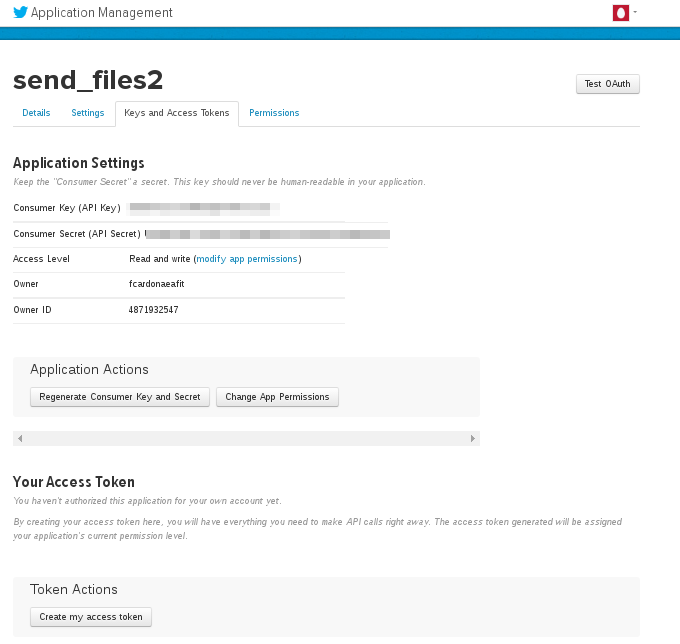 Application Management
send_files2
Test OAuth
Details Settings Keys and Access Tokens Permissions
Application Settings
Keep the "Consumer Secret" a secret. This key should never be human-readable in your application.
Consumer Key (API Key)
Consumer Secret (API Secret)
Access Level Read and write (modify app permissions)
Owner fcardonaeafit
Owner ID 4871932547
Application Actions
Regenerate Consumer Key and Secret Change App Permissions
Your Access Token
You haven't authorized this application for your own account yet.
By creating your access token here, you will have everything you need to make API calls right away. The access token generated will be assigned
your application's current permission level.
Token Actions
Create my access token